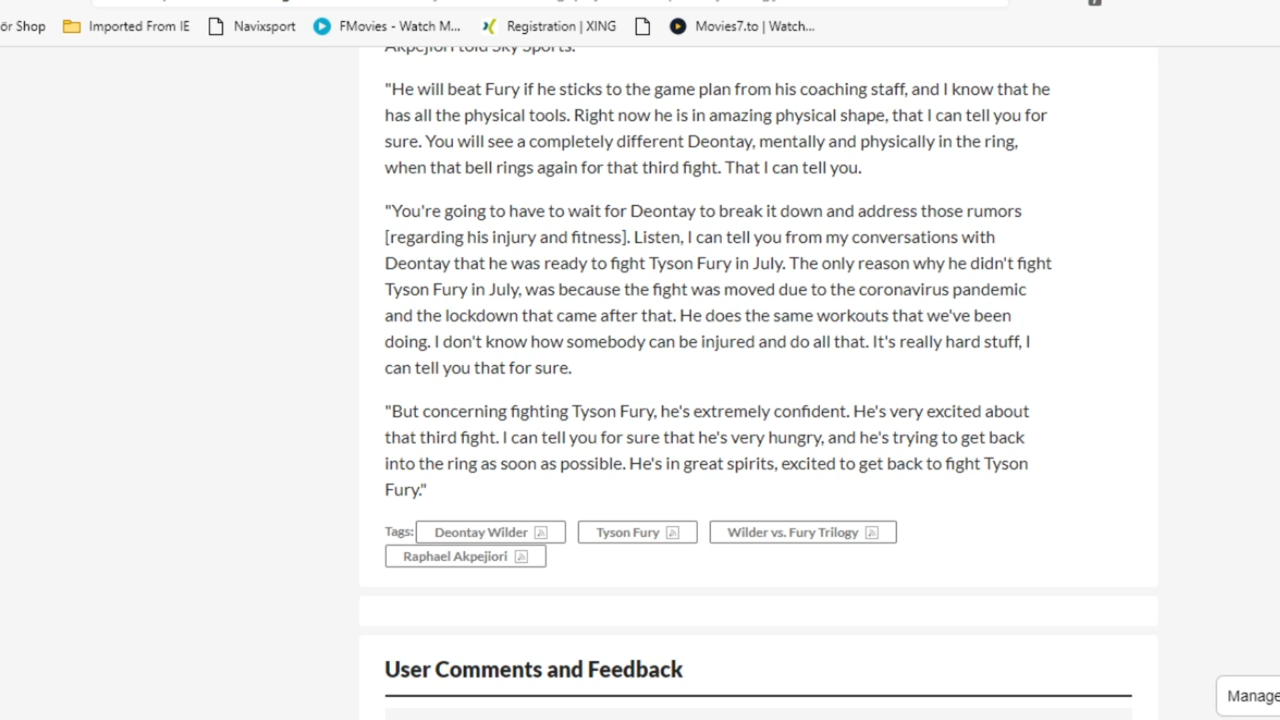 ör Shop Imported From IE Navixsport FMovies - Watch M... Registration | XING Movies7.to | Watch...
Akpejiori told Sky Sports.
"He will beat Fury if he sticks to the game plan from his coaching staff, and I know that he
has all the physical tools. Right now he is in amazing physical shape, that I can tell you for
sure. You will see a completely different Deontay, mentally and physically in the ring,
when that bell rings again for that third fight. That I can tell you.
"You're going to have to wait for Deontay to break it down and address those rumors
[regarding his injury and fitness]. Listen, I can tell you from my conversations with
Deontay that he was ready to fight Tyson Fury in July. The only reason why he didn't fight
Tyson Fury in July, was because the fight was moved due to the coronavirus pandemic
and the lockdown that came after that. He does the same workouts that we've been
doing. I don't know how somebody can be injured and do all that. It's really hard stuff, I
can tell you that for sure.
"But concerning fighting Tyson Fury, he's extremely confident. He's very excited about
that third fight. I can tell you for sure that he's very hungry, and he's trying to get back
into the ring as soon as possible. He's in great spirits, excited to get back to fight Tyson
Fury."
Tags: Deontay Wilder Tyson Fury Wilder vs. Fury Trilogy
Raphael Akpejiori
User Comments and Feedback
Manage